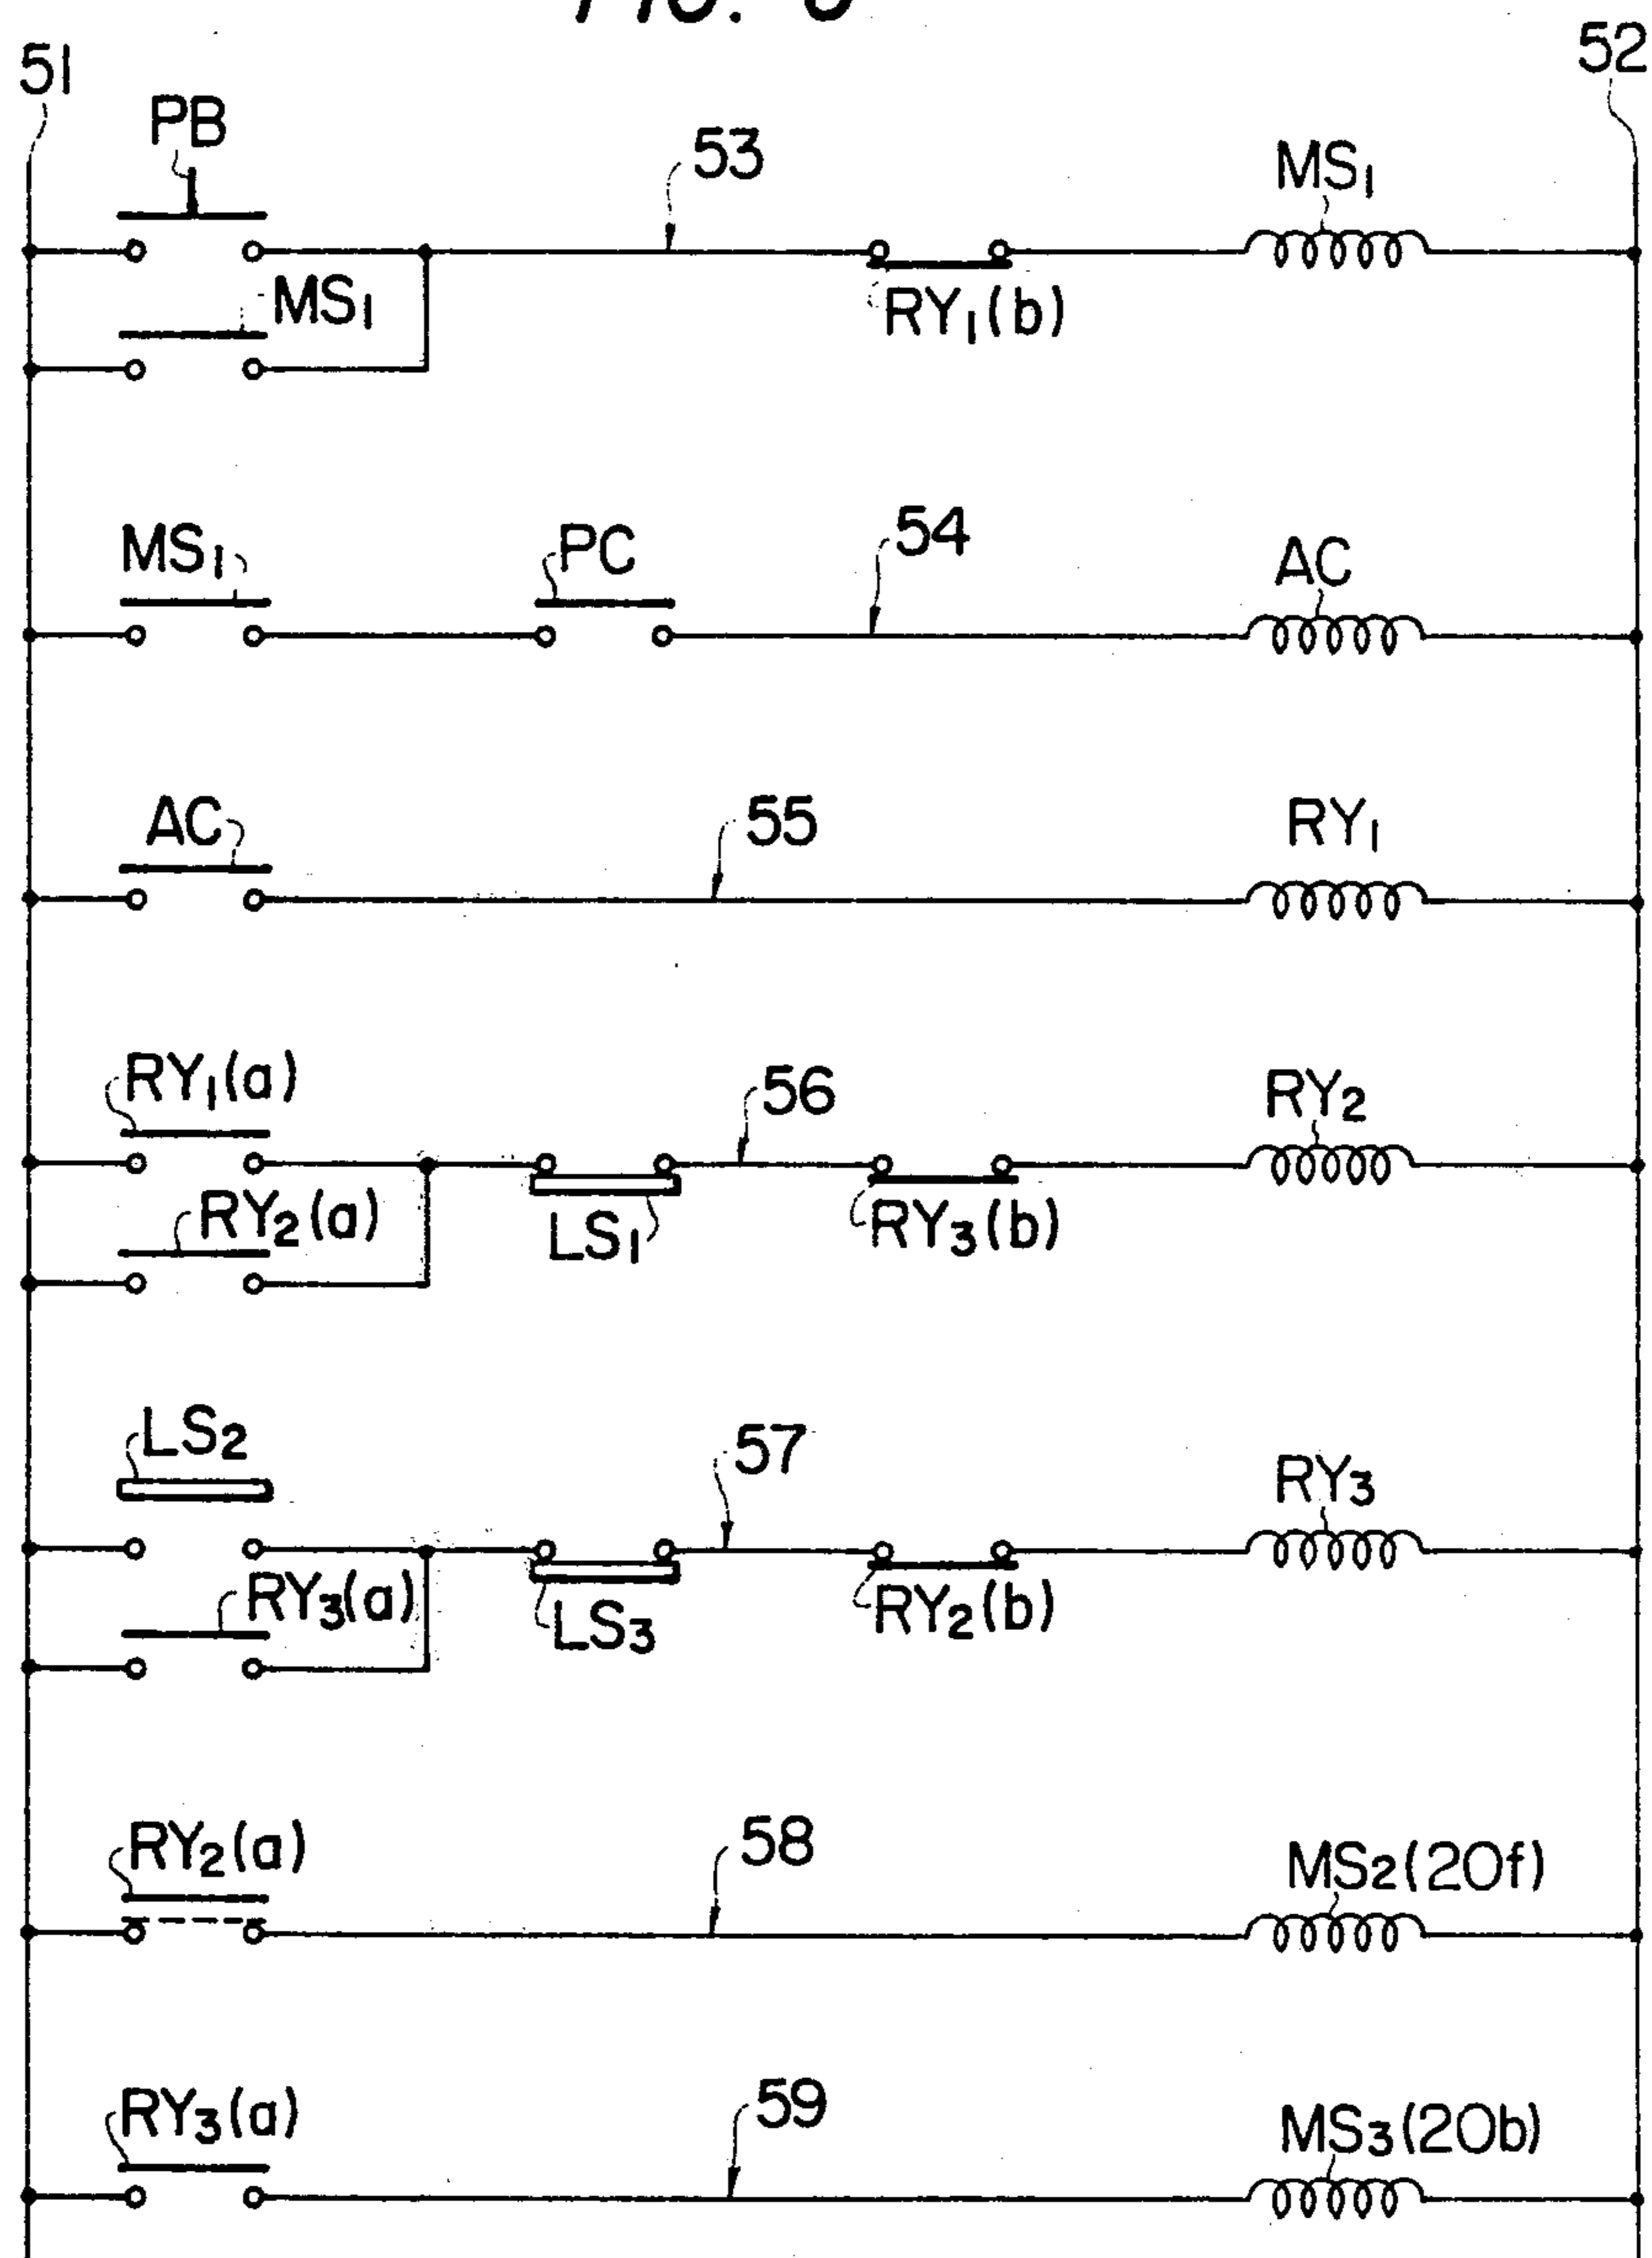 51
52
PB
53
MS₁
MS₁
RY₁(b)
MS₁
PC
54
AC
AC
55
RY₁
RY₁(a)
56
RY₂
RY₂(a)
LS₁
RY₃(b)
LS₂
57
RY₃
RY₃(a)
LS₃
RY₂(b)
RY₂(a)
58
MS₂(20f)
RY₃(a)
59
MS₃(20b)